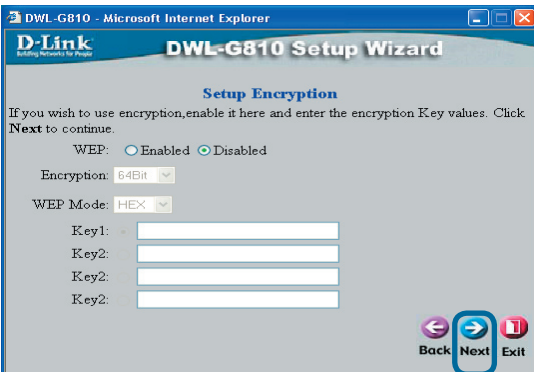 DWL-G810 - Microsoft Internet Explorer
D-Link
Building Networks for People
DWL-G810 Setup Wizard
Setup Encryption
If you wish to use encryption,enable it here and enter the encryption Key values. Click
Next to continue.
WEP: Enabled Disabled
Encryption: 64Bit
WEP Mode: HEX
Key1:
Key2:
Key2:
Key2:
Back Next Exit